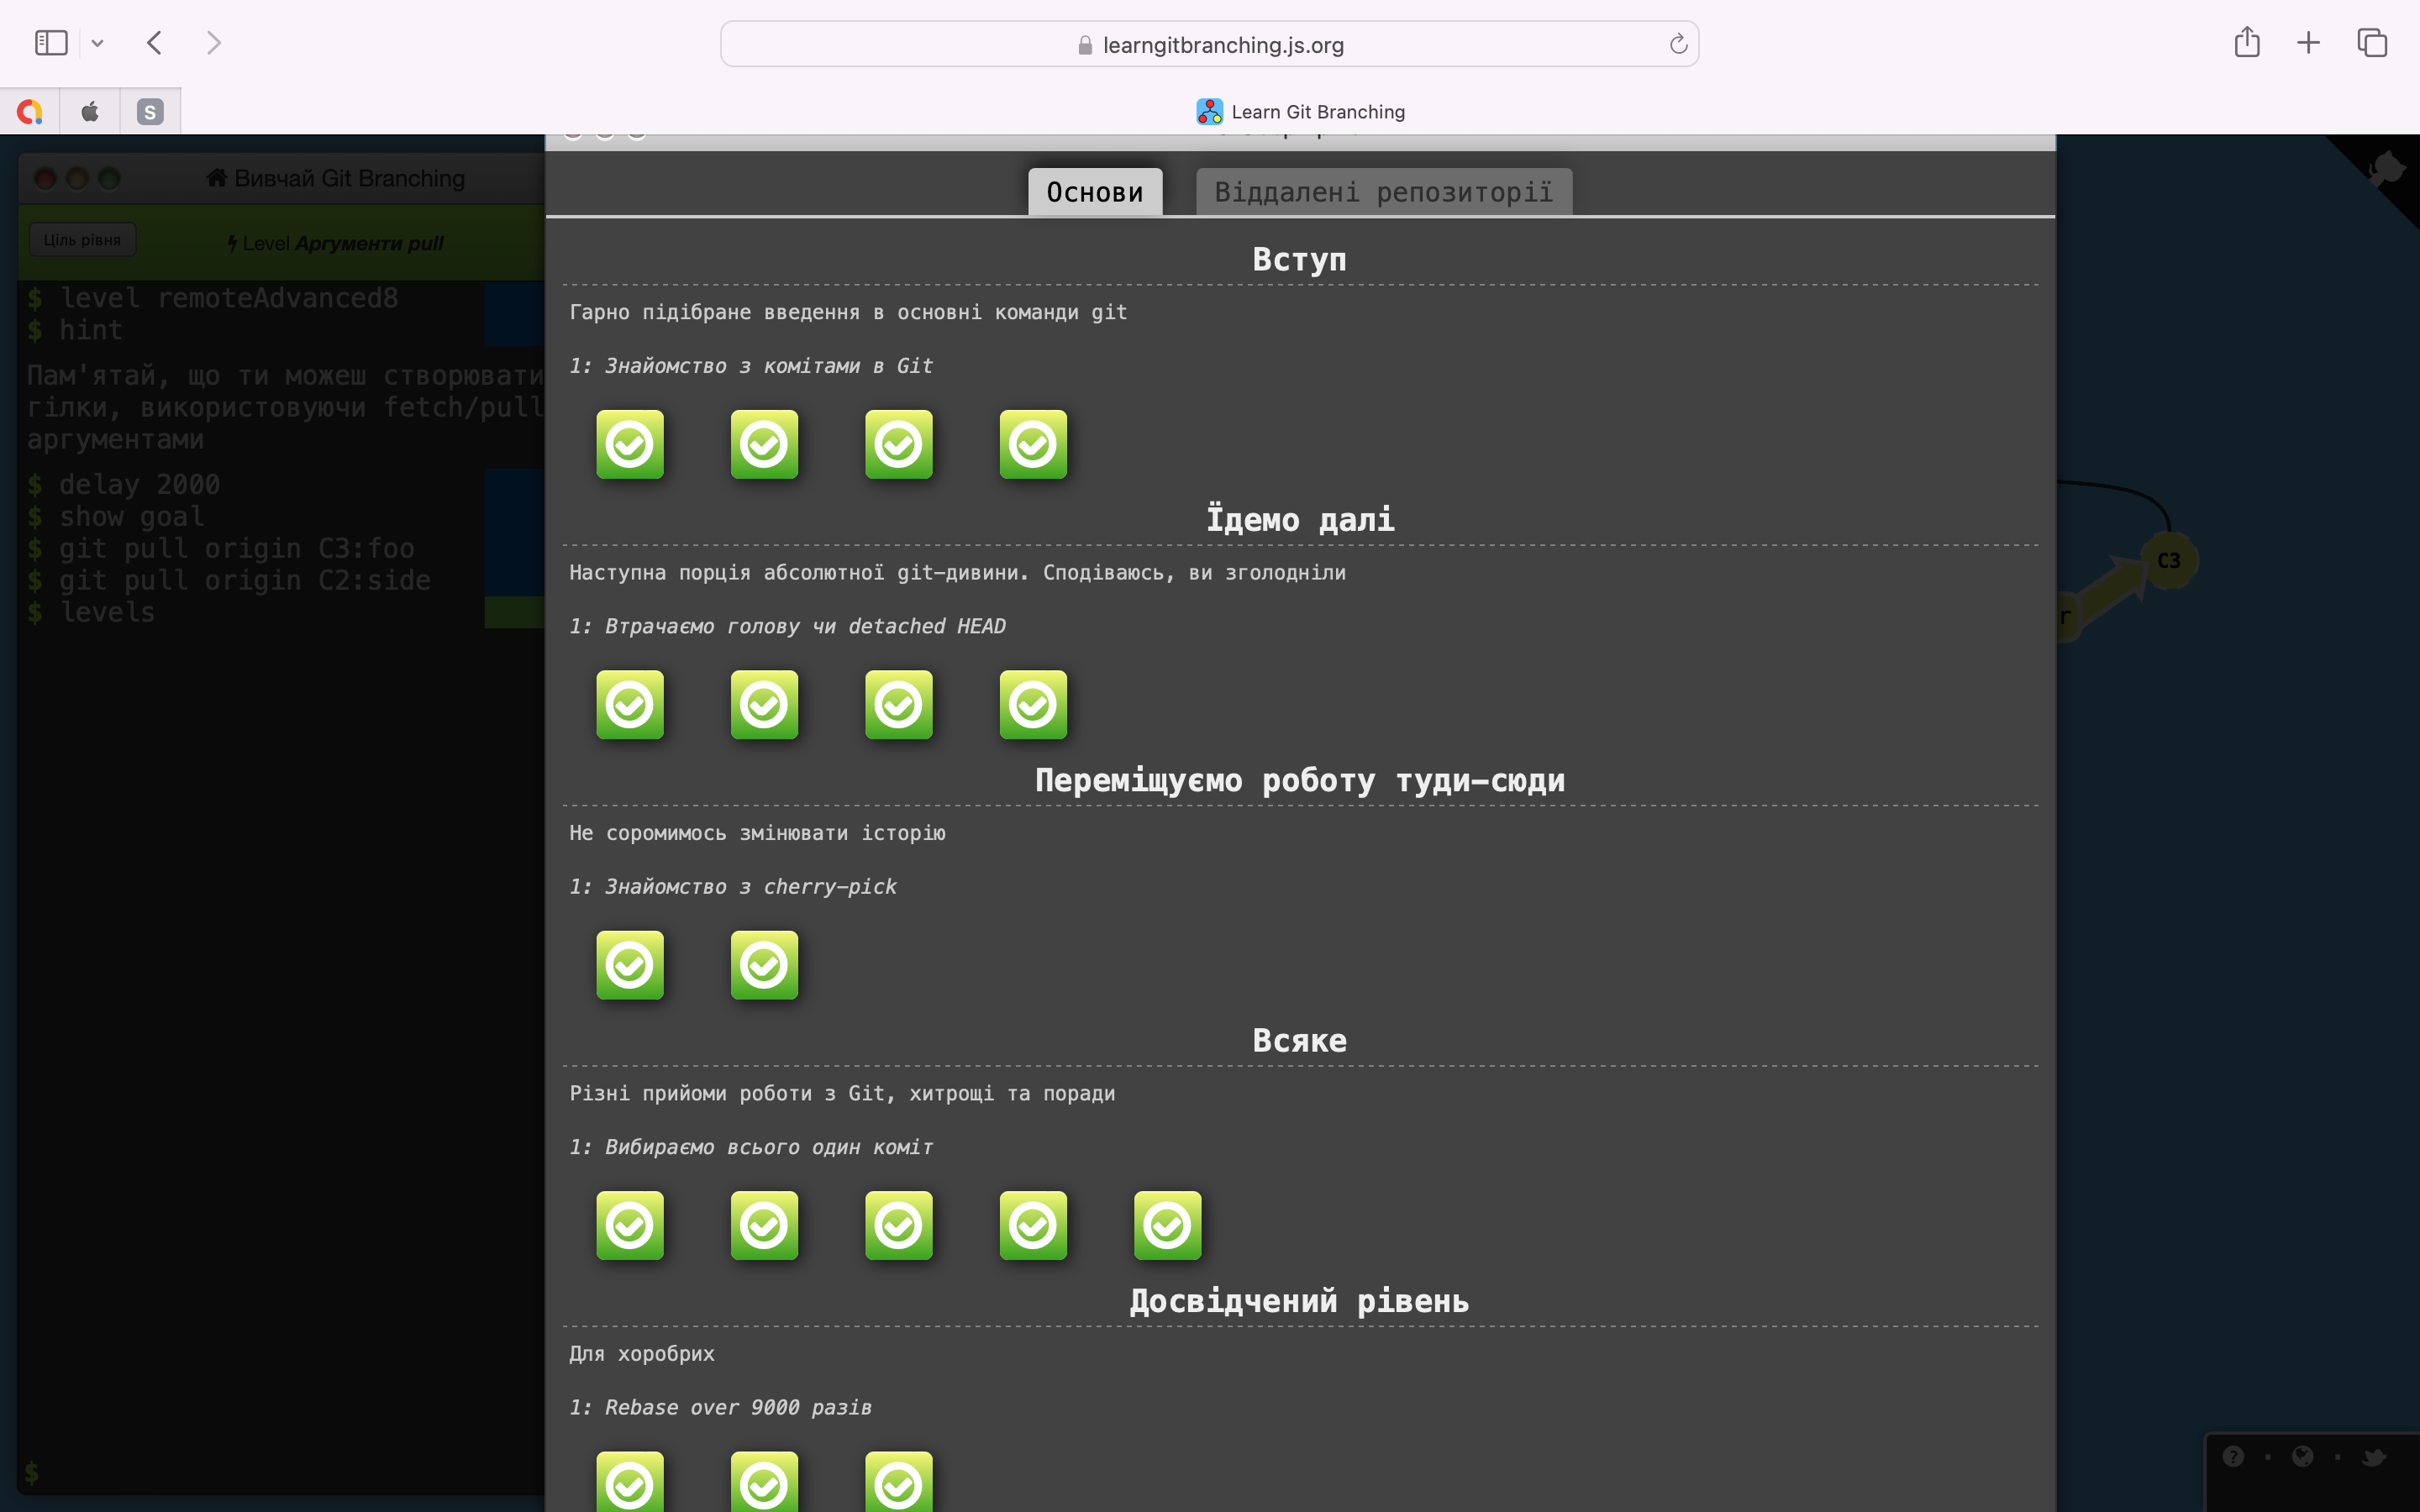 learngitbranching.js.org
S
Learn Git Branching
Вивчай Git Branching
Ціль рівня
Level Аргументи pull
$ level remoteAdvanced8
$ hint
Пам'ятай, що ти можеш створювати
гілки, використовуючи fetch/pull
аргументами
$ delay 2000
$ show goal
$ git pull origin C3:foo
$ git pull origin C2:side
$ levels
$
Основи
Віддалені репозиторії
Вступ
Гарно підібране введення в основні команди git
1: Знайомство з комітами в Git
Їдемо далі
Наступна порція абсолютної git-дивини. Сподіваюсь, ви зголодніли
1: Втрачаємо голову чи detached HEAD
Переміщуємо роботу туди-сюди
Не соромимось змінювати історію
1: Знайомство з cherry-pick
Всяке
Різні прийоми роботи з Git, хитрощі та поради
1: Вибираємо всього один коміт
Досвідчений рівень
Для хоробрих
1: Rebase over 9000 разів
C3
r
?